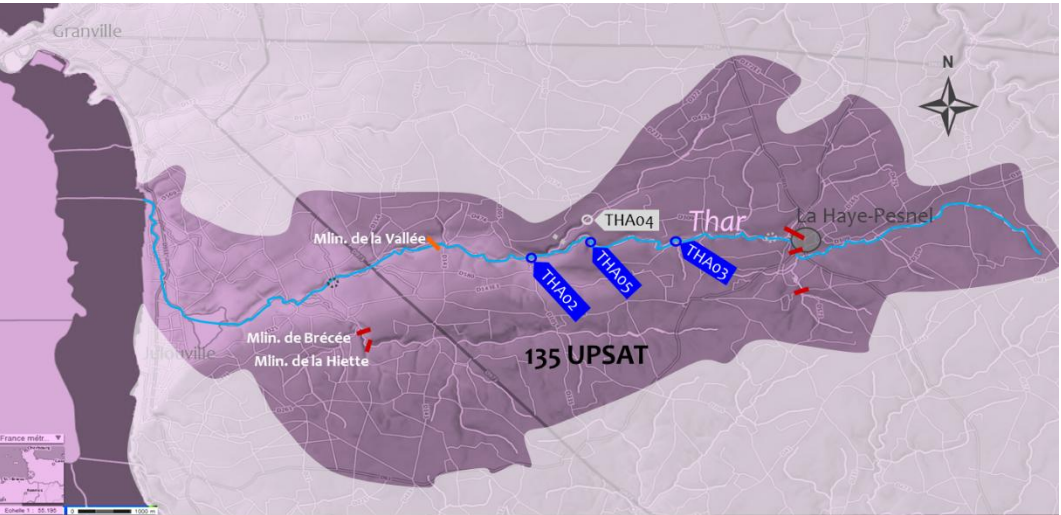 Granville
N
THA04
Thar
La Haye-Pesnel
Mlin. de la Vallée
THA02
THA05
THA03
Mlin. de Brécée
Jullouville
Mlin. de la Hiette
135 UPSAT
France métr... ▼
Echelle 1 : 55 195
0 1000 m